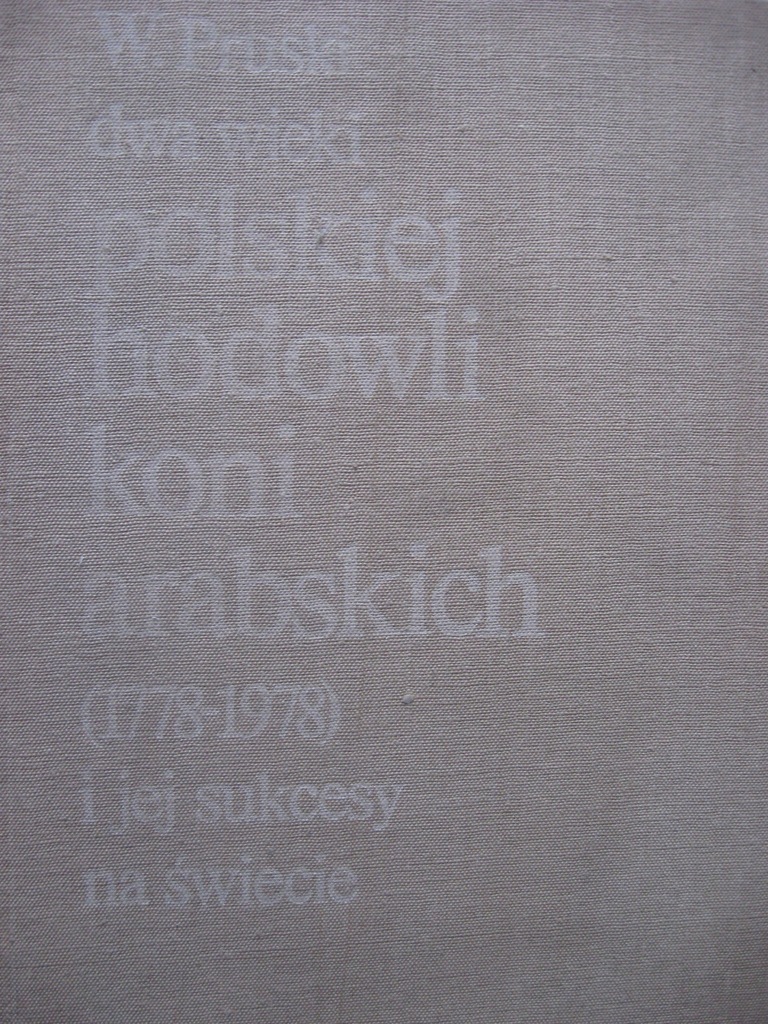 W. Pruski
dwa wieki
polskiej
hodowli
koni
arabskich
(1778-1978)
i jej sukcesy
na świecie